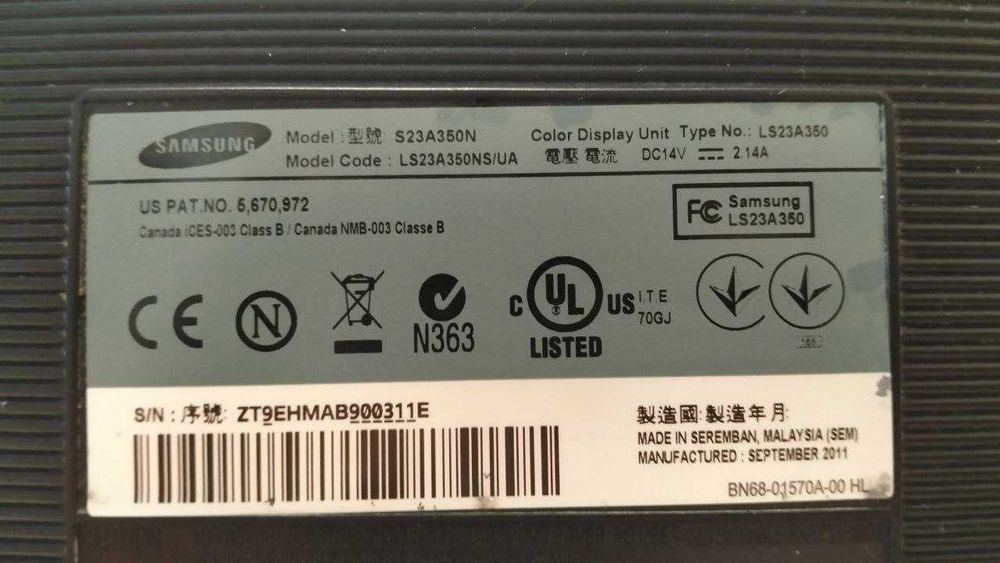 SAMSUNG
Model : 型號 S23A350N
Color Display Unit Type No.: LS23A350
Model Code : LS23A350NS/UA
電壓 電流 DC14V 2.14A
US PAT.NO. 5,670,972
Canada ICES-003 Class B / Canada NMB-003 Classe B
FC Samsung
LS23A350
CE
N
N363
C UL US
LISTED
I.T.E.
70GJ
S/N : 序號: ZT9EHMAB900311E
製造國: 製造年月:
MADE IN SEREMBAN, MALAYSIA (SEM)
MANUFACTURED : SEPTEMBER 2011
BN68-01570A-00 HL